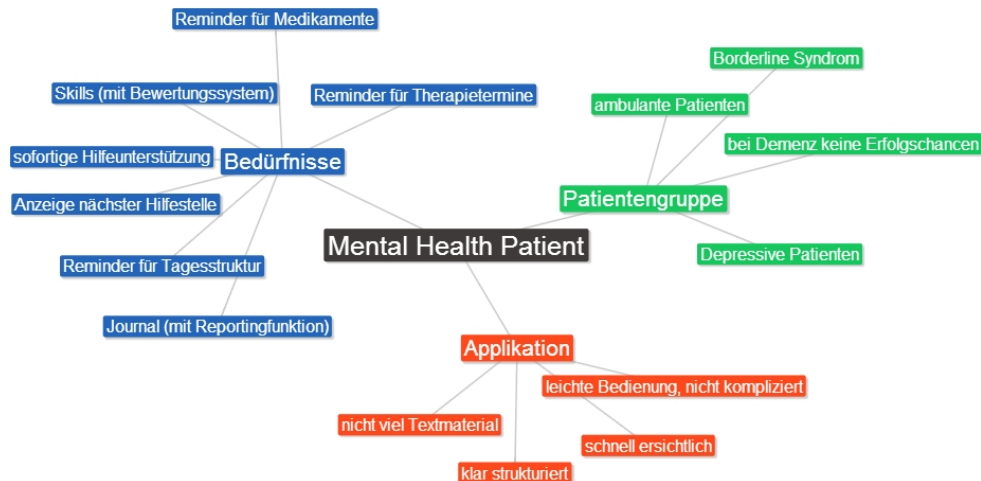 Reminder für Medikamente
Borderline Syndrom
Skills (mit Bewertungssystem)
Reminder für Therapietermine
ambulante Patienten
bei Demenz keine Erfolgschancen
sofortige Hilfeunterstützung
Bedürfnisse
Anzeige nächster Hilfestelle
Patientengruppe
Mental Health Patient
Depressive Patienten
Reminder für Tagesstruktur
Journal (mit Reportingfunktion)
Applikation
leichte Bedienung, nicht kompliziert
nicht viel Textmaterial
schnell ersichtlich
klar strukturiert